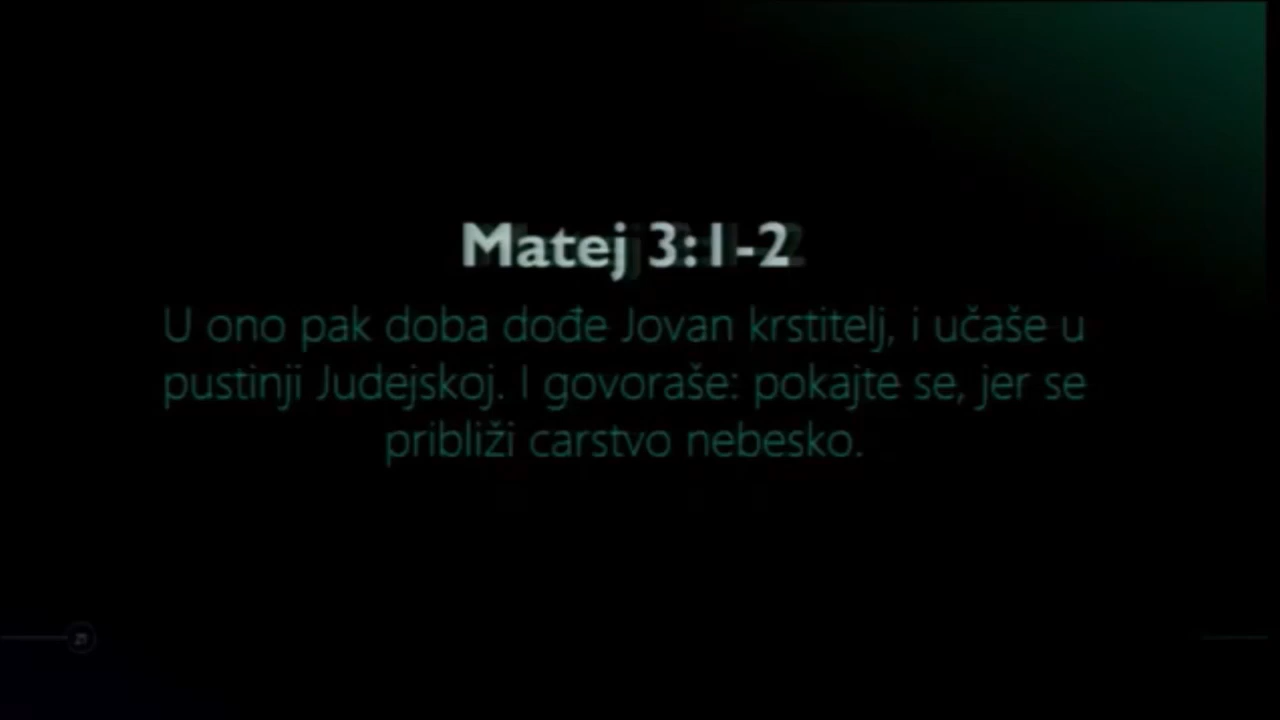 Matej 3:1-2
U ono pak doba dođe Jovan krstitelj, i učaše u
pustinji Judejskoj. I govoraše: pokajte se, jer se
približi carstvo nebesko.